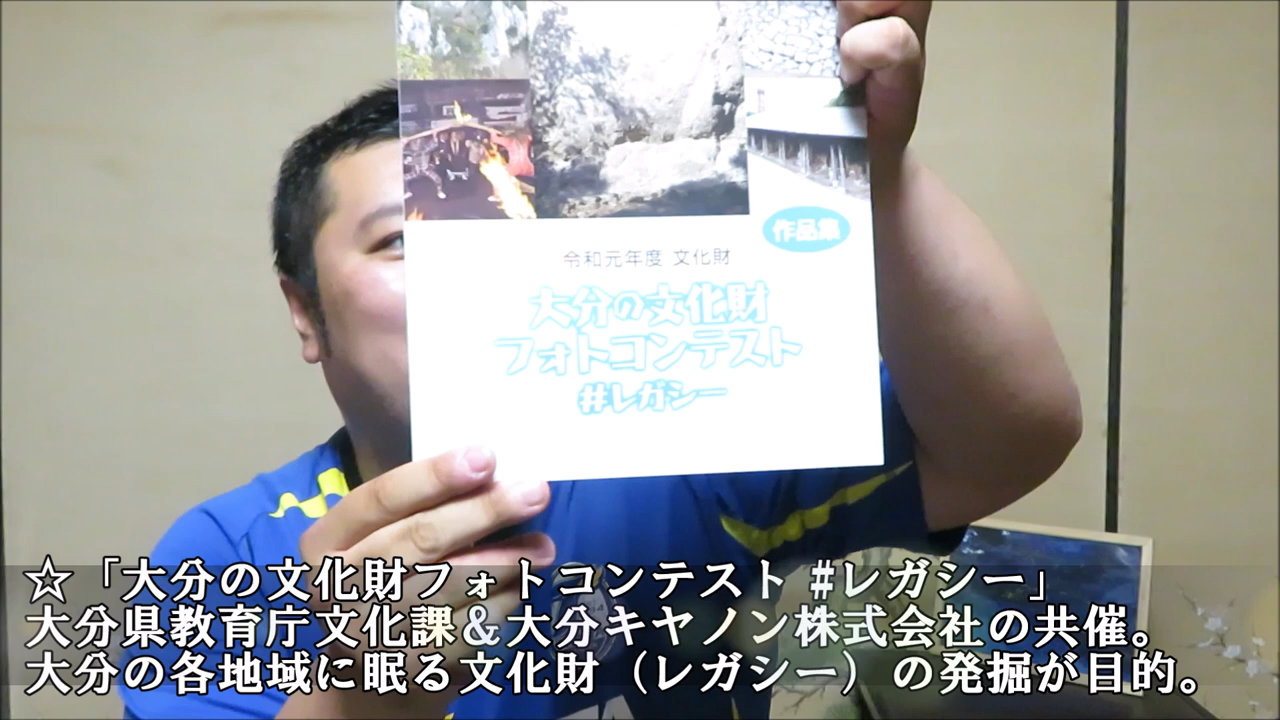 作品集
令和元年度 文化財
大分の文化財
フォトコンテスト
#レガシー
☆「大分の文化財フォトコンテスト #レガシー」
大分県教育庁文化課＆大分キヤノン株式会社の共催。
大分の各地域に眠る文化財（レガシー）の発掘が目的。